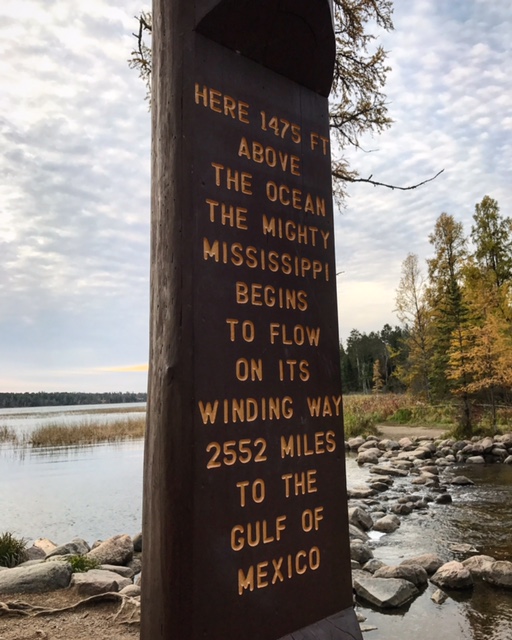 HERE 1475 FT
ABOVE
THE OCEAN
THE MIGHTY
MISSISSIPPI
BEGINS
TO FLOW
ON ITS
WINDING WAY
2552 MILES
TO THE
GULF OF
MEXICO